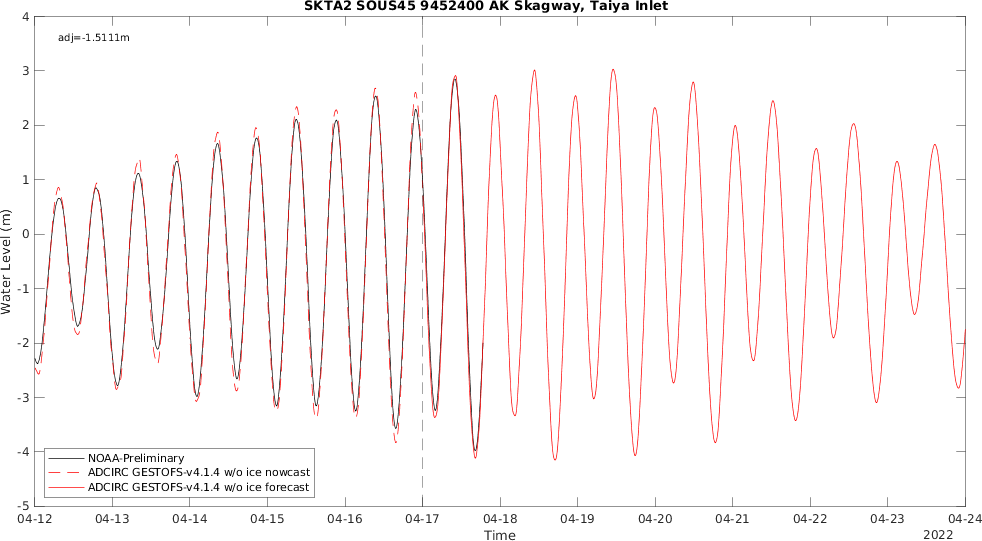 SKTA2 SOUS45 9452400 AK Skagway, Taiya Inlet
adj=-1.5111m
4
3
2
1
0
-1
-2
-3
-4
-5
Water Level (m)
NOAA-Preliminary
ADCIRC GESTOFS-v4.1.4 w/o ice nowcast
ADCIRC GESTOFS-v4.1.4 w/o ice forecast
04-12 04-13 04-14 04-15 04-16 04-17 04-18 04-19 04-20 04-21 04-22 04-23 04-24
Time
2022